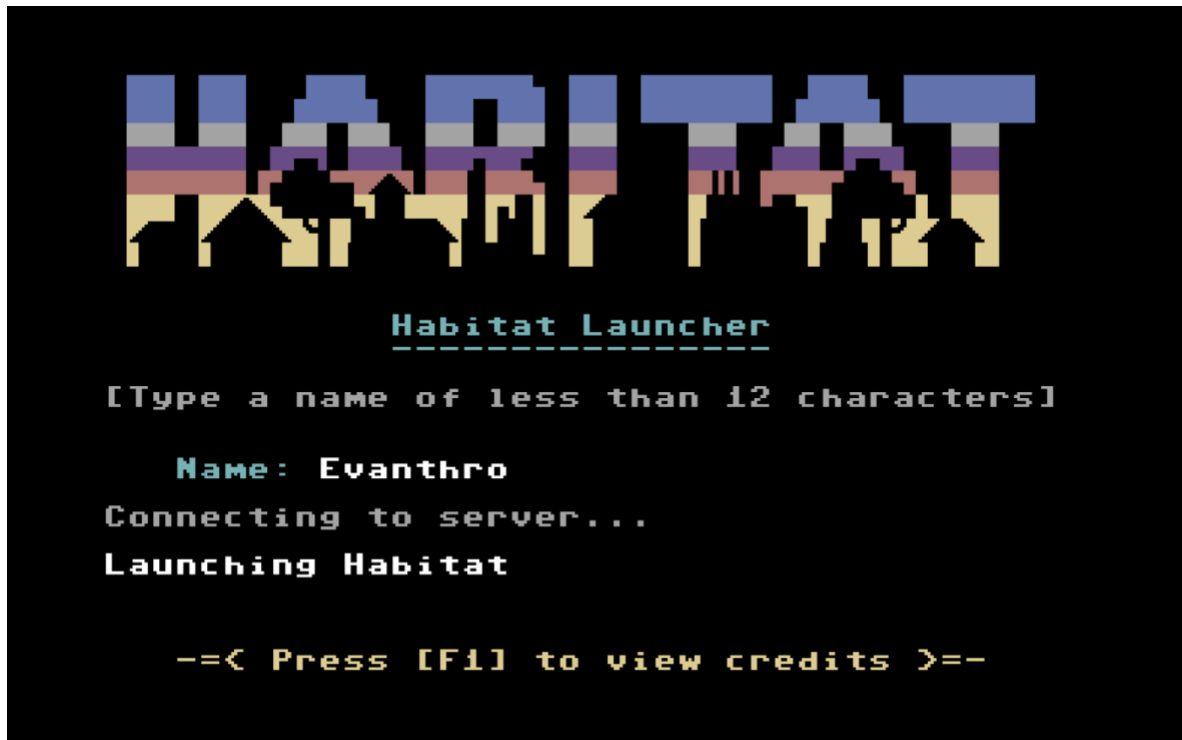 HABITAT
Habitat Launcher
[Type a name of less than 12 characters]
Name: Evanthro
Connecting to server...
Launching Habitat
-=< Press [F1] to view credits >=-